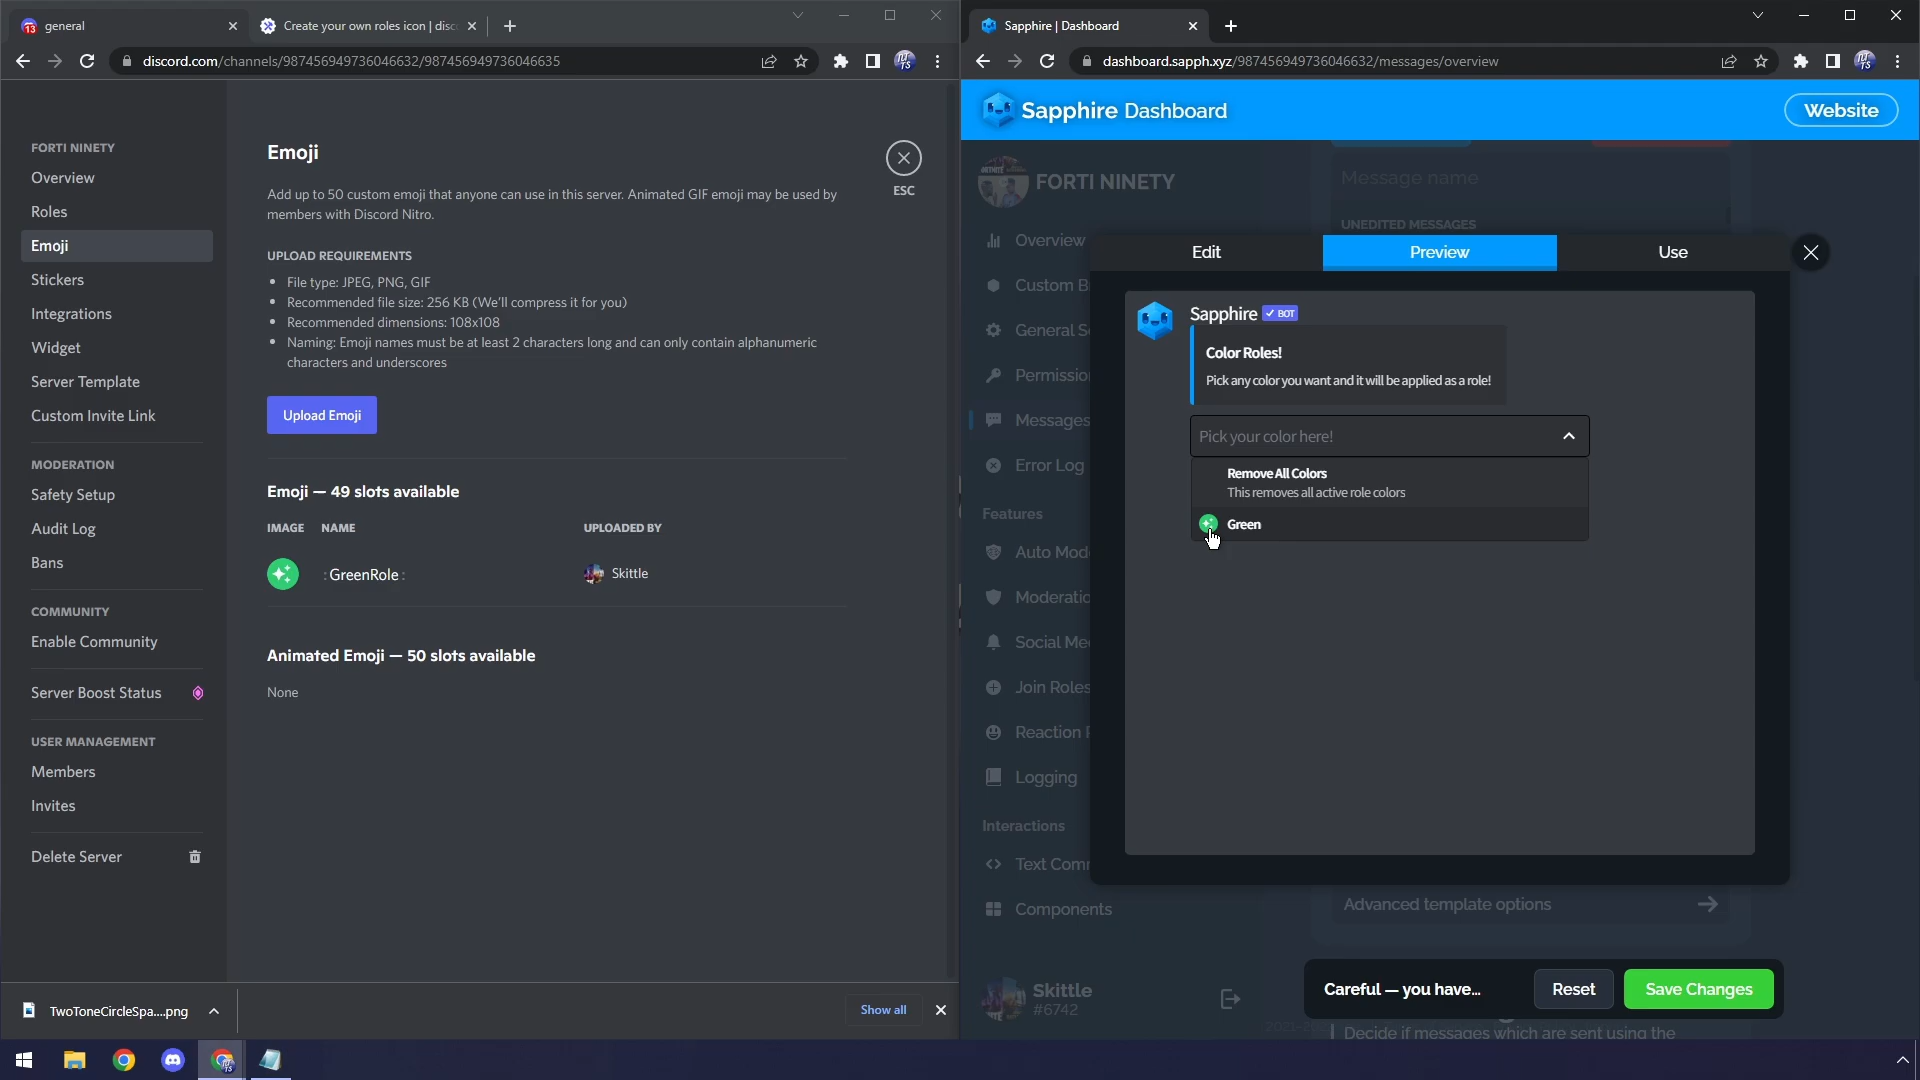 general
Create your own roles icon | disc
discord.com/channels/987456949736046632/987456949736046635
FORTI NINETY
Overview
Roles
Emoji
Stickers
Integrations
Widget
Server Template
Custom Invite Link
MODERATION
Safety Setup
Audit Log
Bans
COMMUNITY
Enable Community
Server Boost Status
USER MANAGEMENT
Members
Invites
Delete Server
Emoji
ESC
Add up to 50 custom emoji that anyone can use in this server. Animated GIF emoji may be used by
members with Discord Nitro.
UPLOAD REQUIREMENTS
• File type: JPEG, PNG, GIF
• Recommended file size: 256 KB (We'll compress it for you)
• Recommended dimensions: 108x108
• Naming: Emoji names must be at least 2 characters long and can only contain alphanumeric
characters and underscores
Upload Emoji
Emoji — 49 slots available
IMAGE NAME UPLOADED BY
:GreenRole: Skittle
Animated Emoji — 50 slots available
None
TwoToneCircleSpa....png
Show all
Sapphire | Dashboard
dashboard.sapph.xyz/987456949736046632/messages/overview
Sapphire Dashboard
Website
FORTI NINETY
Overview
Custom B
General S
Permission
Messages
Error Log
Features
Auto Mod
Moderatio
Social Me
Join Roles
Reaction R
Logging
Interactions
Text Com
Components
Skittle
#6742
Message name
UNEDITED MESSAGES
Edit
Preview
Use
Sapphire
BOT
Color Roles!
Pick any color you want and it will be applied as a role!
Pick your color here!
Remove All Colors
This removes all active role colors
Green
Advanced template options
Careful — you have...
Reset
Save Changes
Decide if messages which are sent using the